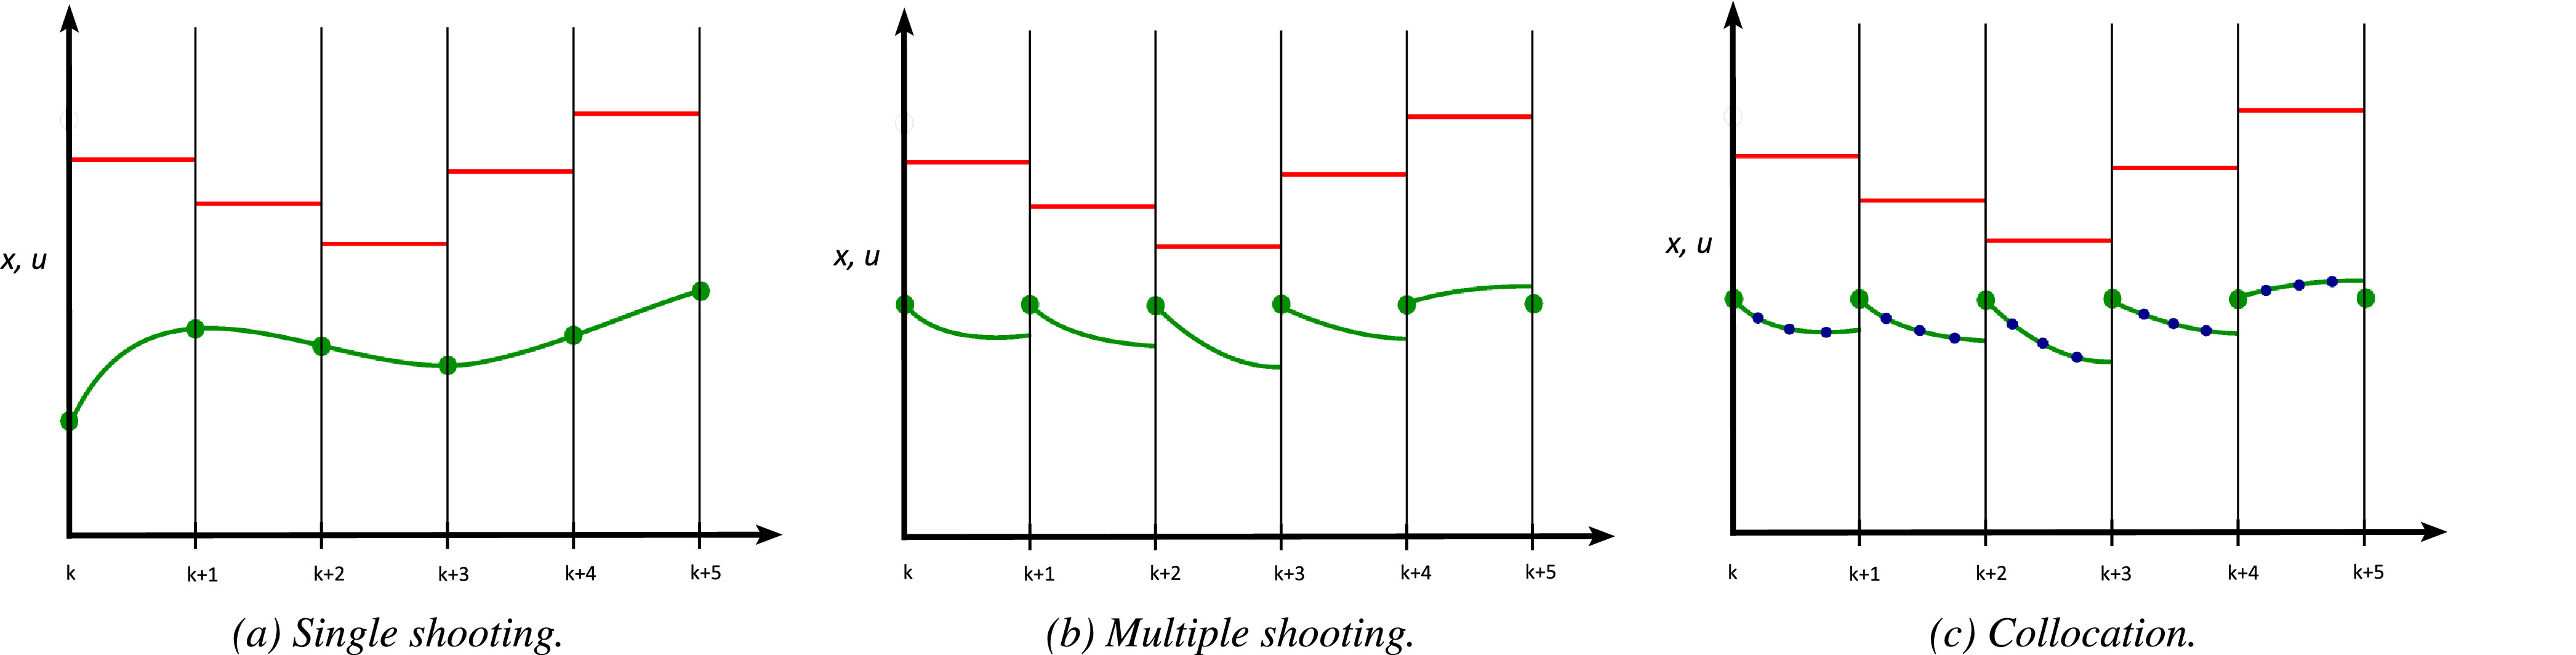 x, u
k k+1 k+2 k+3 k+4 k+5
(a) Single shooting.
x, u
k k+1 k+2 k+3 k+4 k+5
(b) Multiple shooting.
x, u
k k+1 k+2 k+3 k+4 k+5
(c) Collocation.